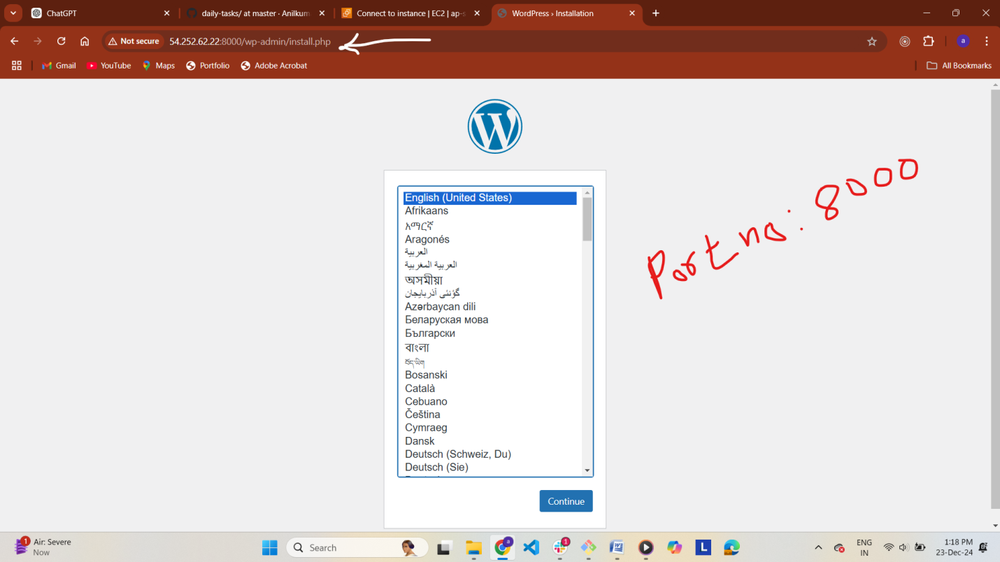 ChatGPT
daily-tasks/ at master · Anilkum
Connect to instance | EC2 | ap-s
WordPress › Installation
Not secure
54.252.62.22:8000/wp-admin/install.php
a
Gmail
YouTube
Maps
Portfolio
Adobe Acrobat
All Bookmarks
W
English (United States)
Afrikaans
አማርኛ
Aragonés
العربية
العربية المغربية
অসমীয়া
گؤنئی آذربایجان
Azərbaycan dili
Беларуская мова
Български
বাংলা
བོད་ཡིག
Bosanski
Català
Cebuano
Čeština
Cymraeg
Dansk
Deutsch (Schweiz, Du)
Deutsch (Sie)
Continue
Port no: 8000
1
Air: Severe
Now
Search
a
1
L
ENG
IN
1:18 PM
23-Dec-24